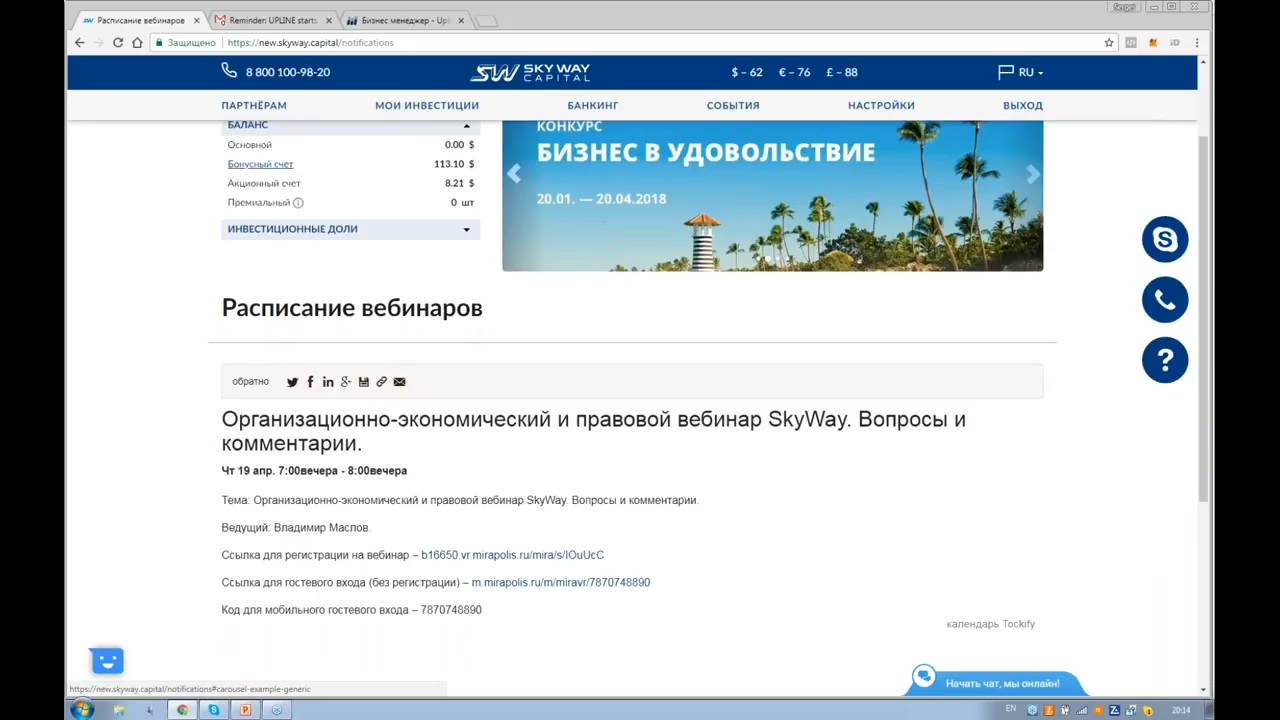 Sergei
Расписание вебинаров
Reminder: UPLINE starts
Бизнес менеджер - Upl
Защищено
https://new.skyway.capital/notifications
8 800 100-98-20
SW SKY WAY CAPITAL
$ – 62 € – 76 £ – 88
RU
ПАРТНЁРАМ МОИ ИНВЕСТИЦИИ БАНКИНГ СОБЫТИЯ НАСТРОЙКИ ВЫХОД
БАЛАНС
Основной 0.00 $
Бонусный счет 113.10 $
Акционный счет 8.21 $
Премиальный i 0 шт
ИНВЕСТИЦИОННЫЕ ДОЛИ
КОНКУРС
БИЗНЕС В УДОВОЛЬСТВИЕ
20.01. — 20.04.2018
Расписание вебинаров
обратно
Организационно-экономический и правовой вебинар SkyWay. Вопросы и
комментарии.
Чт 19 апр. 7:00вечера - 8:00вечера
Тема: Организационно-экономический и правовой вебинар SkyWay. Вопросы и комментарии.
Ведущий: Владимир Маслов.
Ссылка для регистрации на вебинар – b16650.vr.mirapolis.ru/mira/s/IOuUcC
Ссылка для гостевого входа (без регистрации) – m.mirapolis.ru/m/miravr/7870748890
Код для мобильного гостевого входа – 7870748890
календарь Tockify
Начать чат, мы онлайн!
https://new.skyway.capital/notifications#carousel-example-generic
EN
20:14